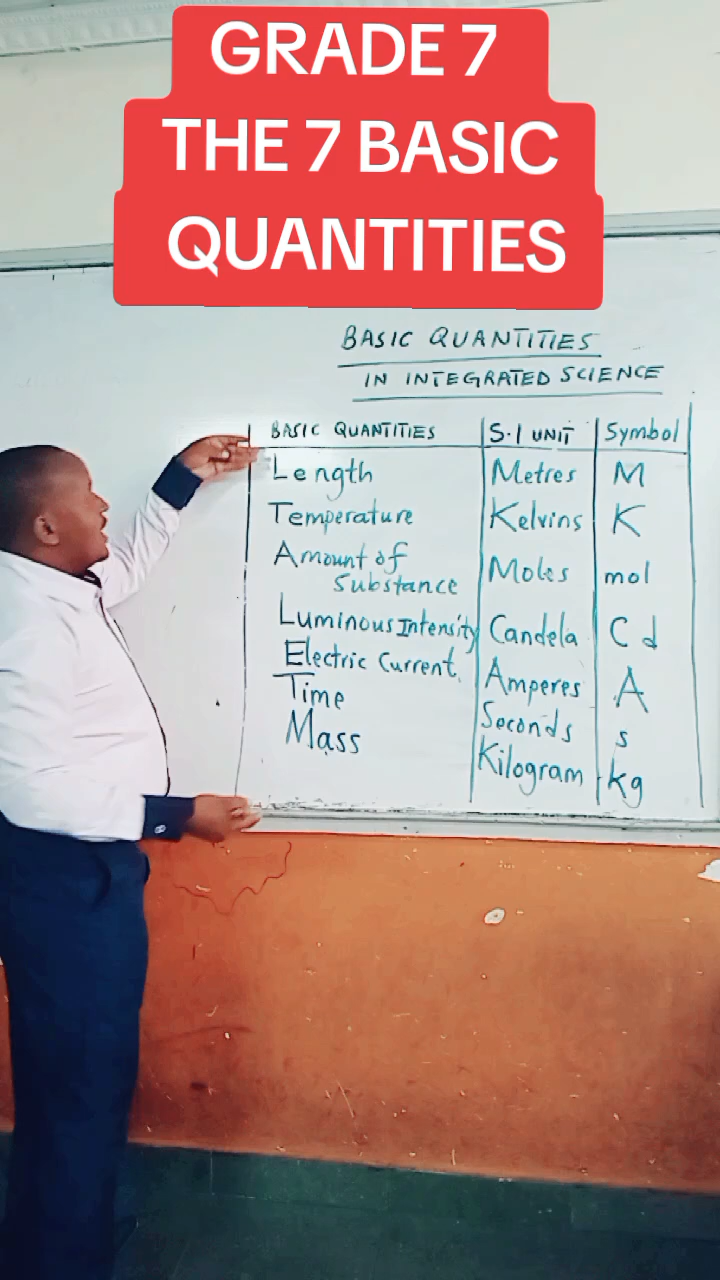 GRADE 7
THE 7 BASIC
QUANTITIES
BASIC QUANTITIES
IN INTEGRATED SCIENCE
BASIC QUANTITIES S.I UNIT Symbol
Length Metres M
Temperature Kelvins K
Amount of
Substance Moles mol
Luminous Intensity Candela Cd
Electric Current. Amperes A
Time Seconds s
Mass Kilogram kg